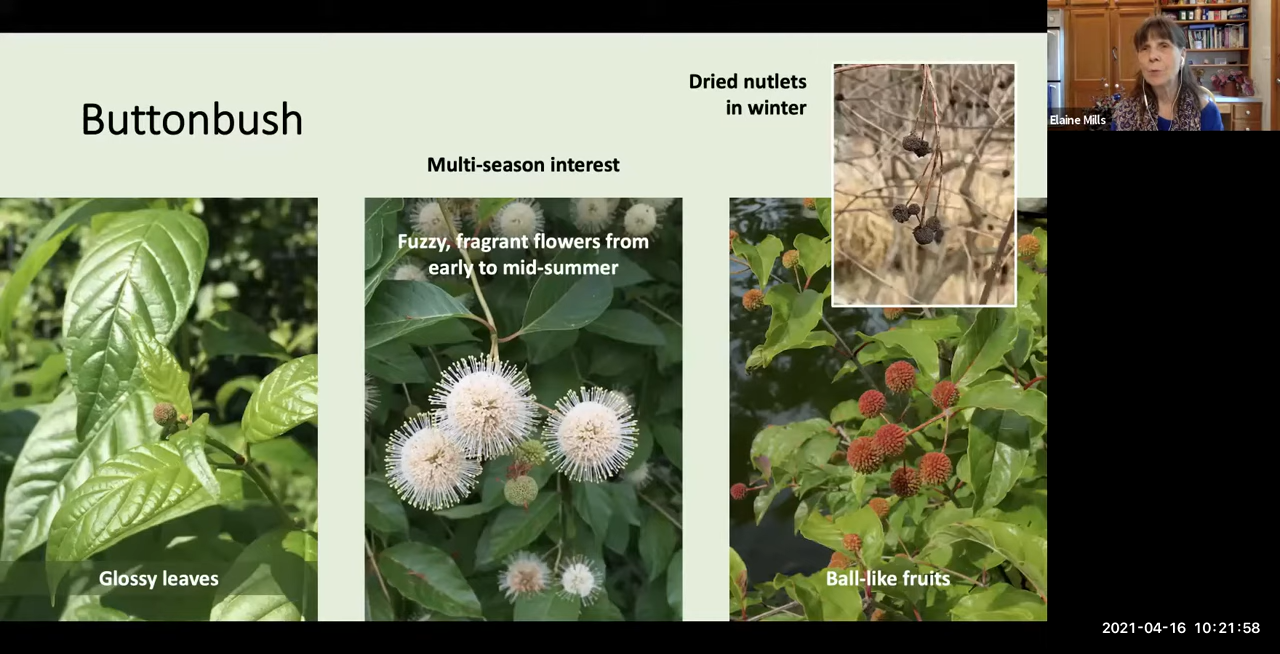 Buttonbush
Dried nutlets
in winter
Multi-season interest
Fuzzy, fragrant flowers from
early to mid-summer
Glossy leaves
Ball-like fruits
Elaine Mills
2021-04-16 10:21:58